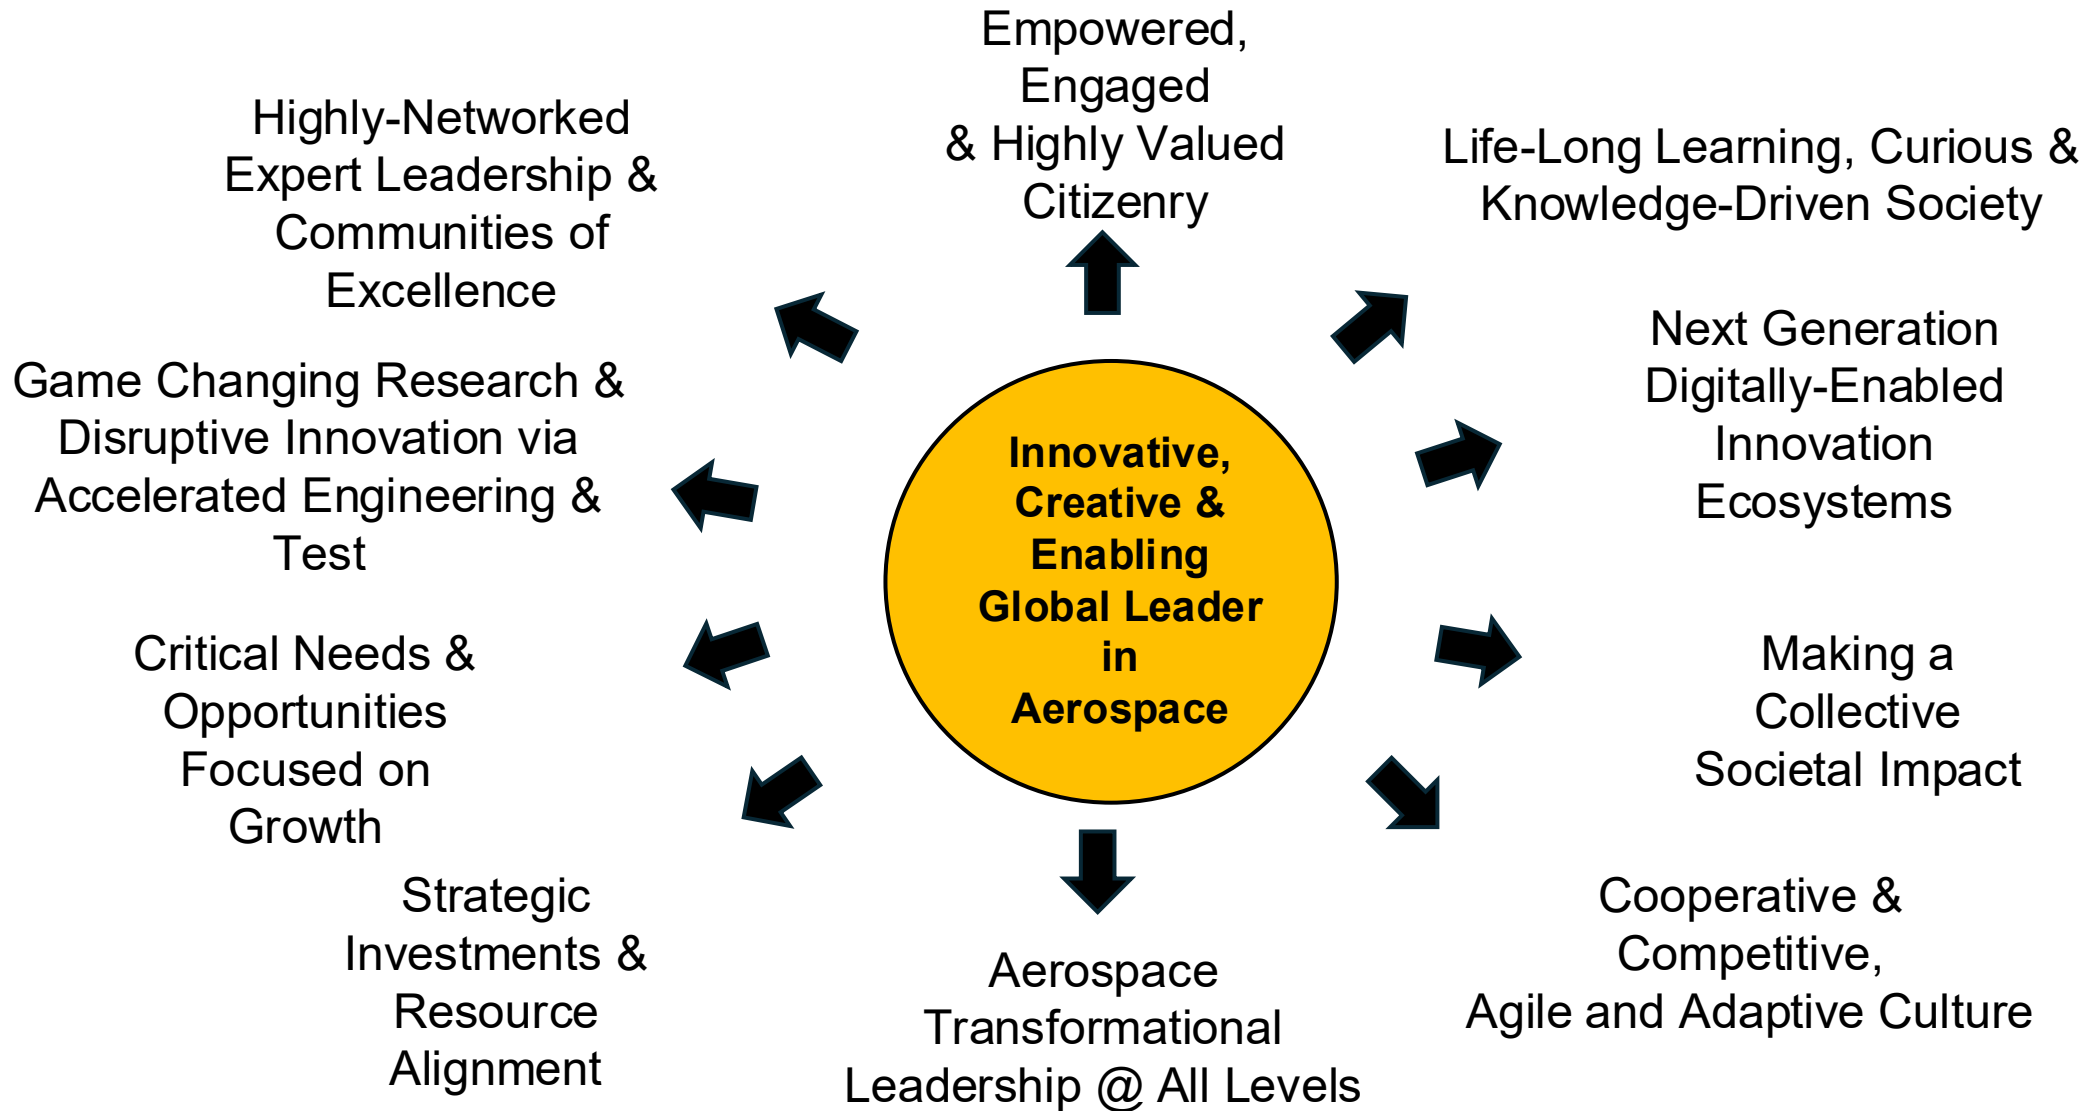 Empowered,
Engaged
& Highly Valued
Citizenry
Highly-Networked
Expert Leadership &
Communities of
Excellence
Life-Long Learning, Curious &
Knowledge-Driven Society
Game Changing Research &
Disruptive Innovation via
Accelerated Engineering &
Test
Next Generation
Digitally-Enabled
Innovation
Ecosystems
Innovative,
Creative &
Enabling
Global Leader
in
Aerospace
Critical Needs &
Opportunities
Focused on
Growth
Making a
Collective
Societal Impact
Strategic
Investments &
Resource
Alignment
Aerospace
Transformational
Leadership @ All Levels
Cooperative &
Competitive,
Agile and Adaptive Culture